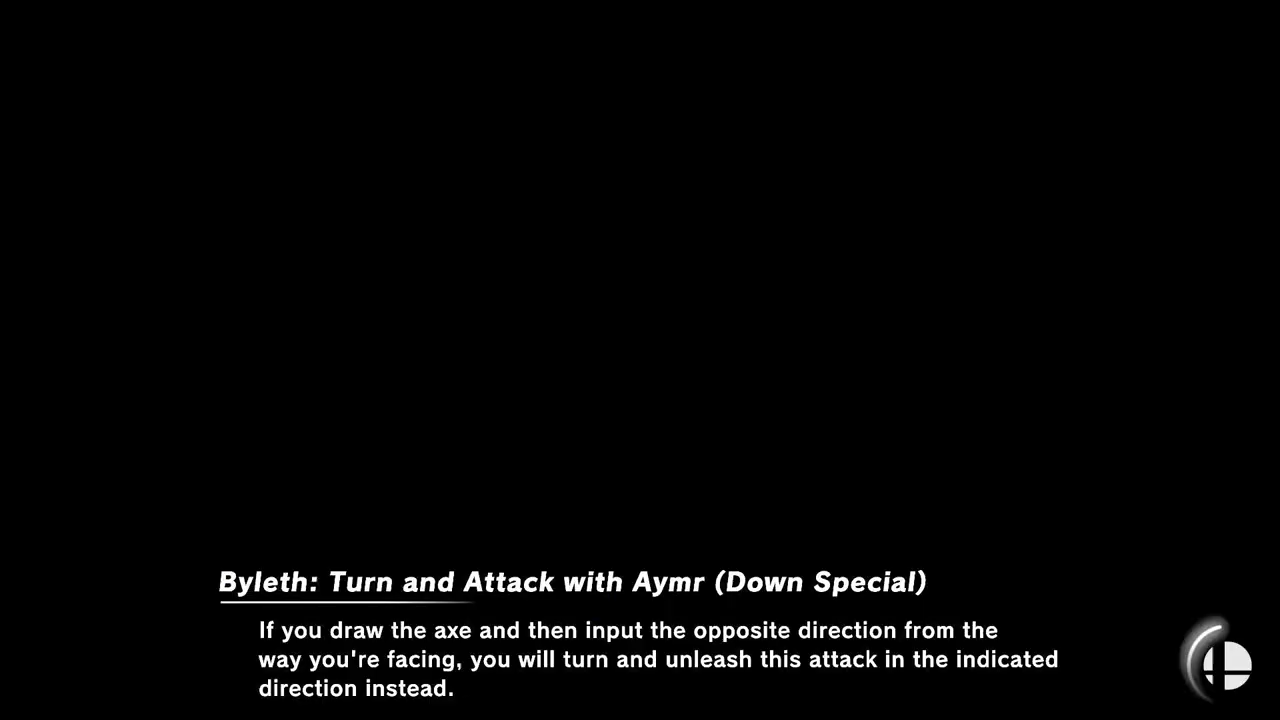 Byleth: Turn and Attack with Aymr (Down Special)
If you draw the axe and then input the opposite direction from the
way you're facing, you will turn and unleash this attack in the indicated
direction instead.